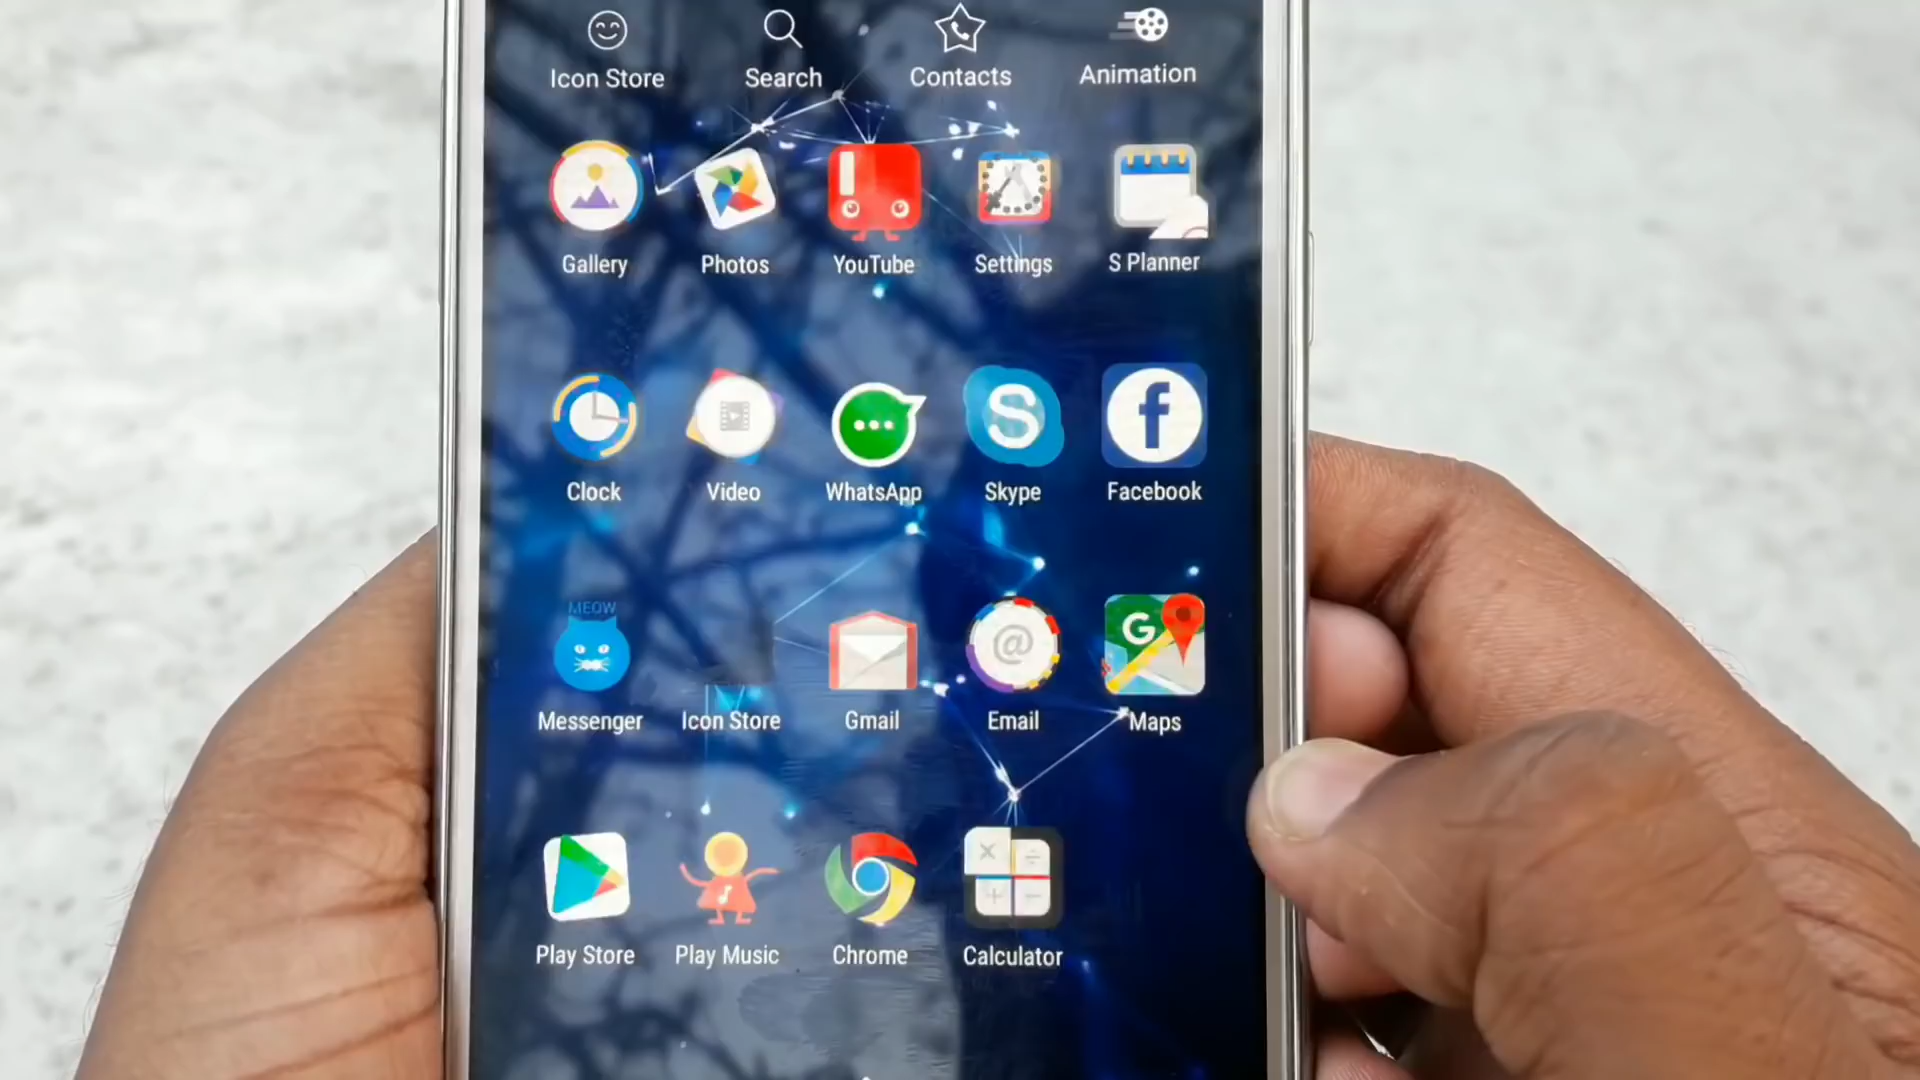 Icon Store Search Contacts Animation
Gallery Photos YouTube Settings S Planner
Clock Video WhatsApp Skype Facebook
MEOW
Messenger Icon Store Gmail Email Maps
Play Store Play Music Chrome Calculator